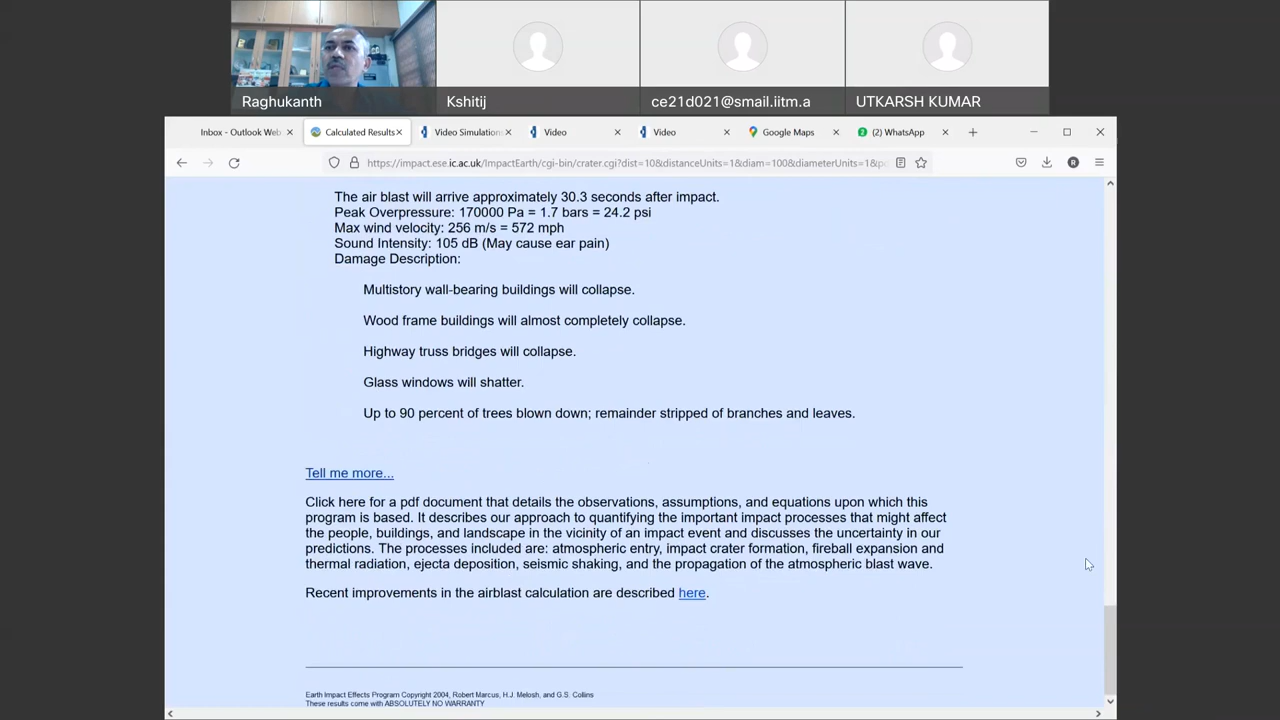 Raghukanth
Kshitij
ce21d021@smail.iitm.a
UTKARSH KUMAR
Inbox - Outlook Web
Calculated Results
Video Simulation
Video
Video
Google Maps
(2) WhatsApp
https://impact.ese.ic.ac.uk/ImpactEarth/cgi-bin/crater.cgi?dist=10&distanceUnits=1&diam=100&diameterUnits=1&p
The air blast will arrive approximately 30.3 seconds after impact.
Peak Overpressure: 170000 Pa = 1.7 bars = 24.2 psi
Max wind velocity: 256 m/s = 572 mph
Sound Intensity: 105 dB (May cause ear pain)
Damage Description:
Multistory wall-bearing buildings will collapse.
Wood frame buildings will almost completely collapse.
Highway truss bridges will collapse.
Glass windows will shatter.
Up to 90 percent of trees blown down; remainder stripped of branches and leaves.
Tell me more...
Click here for a pdf document that details the observations, assumptions, and equations upon which this
program is based. It describes our approach to quantifying the important impact processes that might affect
the people, buildings, and landscape in the vicinity of an impact event and discusses the uncertainty in our
predictions. The processes included are: atmospheric entry, impact crater formation, fireball expansion and
thermal radiation, ejecta deposition, seismic shaking, and the propagation of the atmospheric blast wave.
Recent improvements in the airblast calculation are described here.
Earth Impact Effects Program Copyright 2004, Robert Marcus, H.J. Melosh, and G.S. Collins
These results come with ABSOLUTELY NO WARRANTY